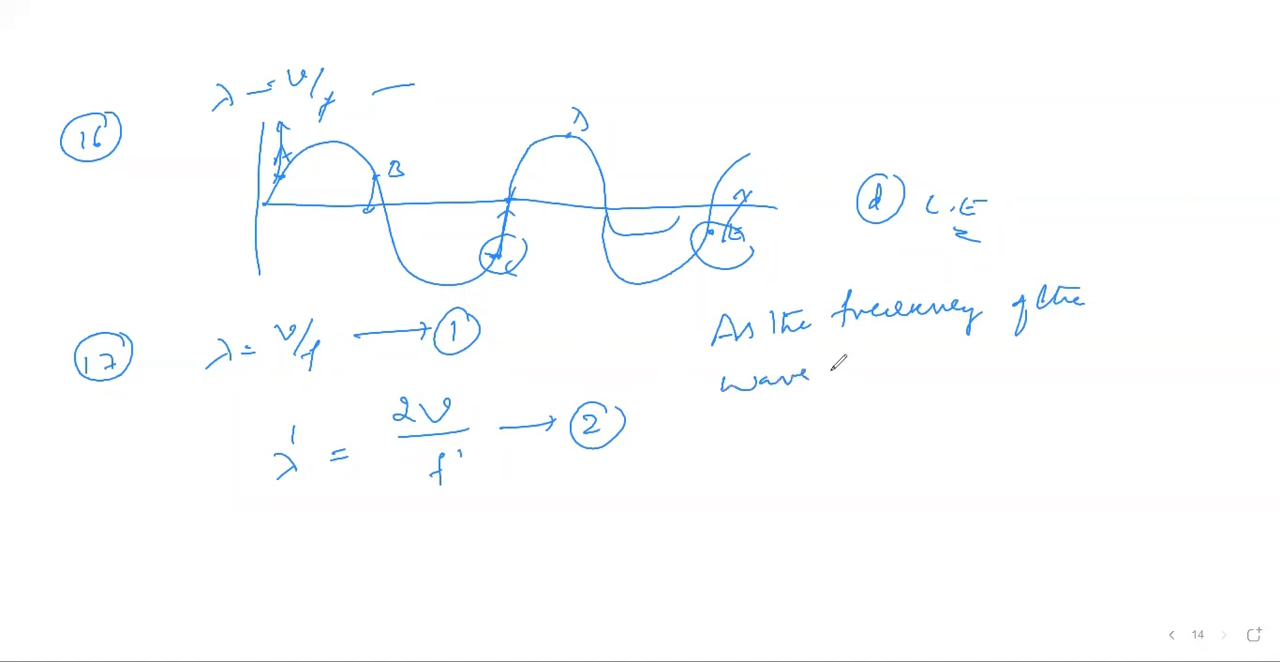 λ = v/f —
16
A
B
C
D
E
x
d C.E
17
λ = v/f → 1
As the frequency of the
wave
λ' = 2v/f' → 2
14